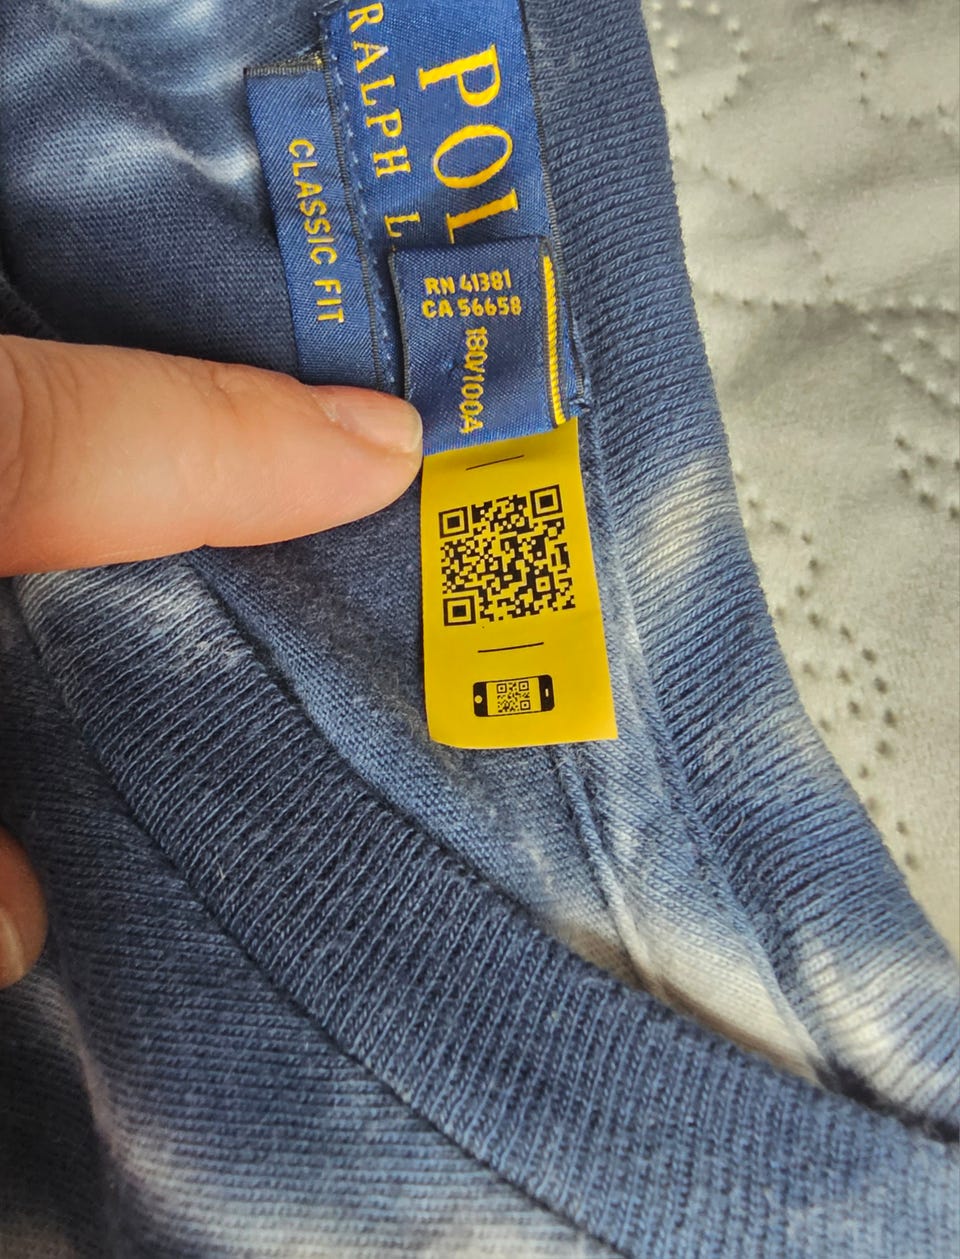 POL
RALPH L
CLASSIC FIT
RN 41381
CA 56658
180/100A